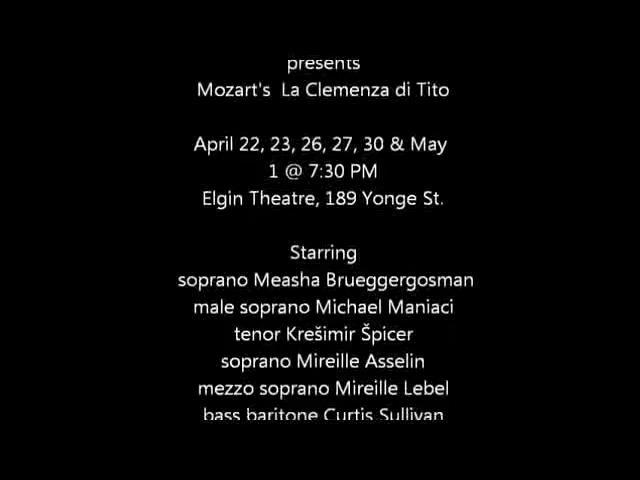 presents
Mozart's  La Clemenza di Tito
April 22, 23, 26, 27, 30 & May
1 @ 7:30 PM
Elgin Theatre, 189 Yonge St.
Starring
soprano Measha Brueggergosman
male soprano Michael Maniaci
tenor Krešimir Špicer
soprano Mireille Asselin
mezzo soprano Mireille Lebel
bass baritone Curtis Sullivan